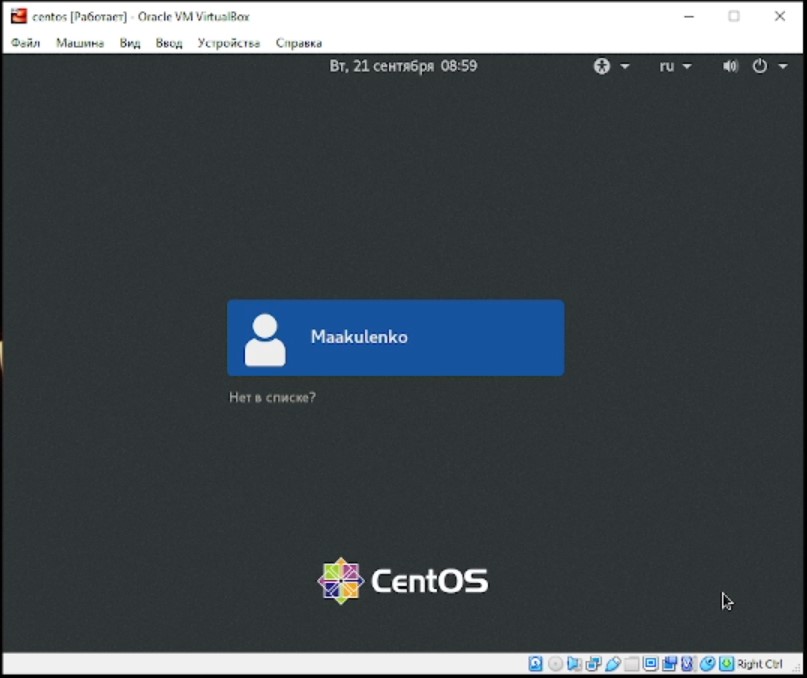 centos [Работает] - Oracle VM VirtualBox
Файл Машина Вид Ввод Устройства Справка
Вт, 21 сентября 08:59 ru
Maakulenko
Нет в списке?
CentOS
Right Ctrl